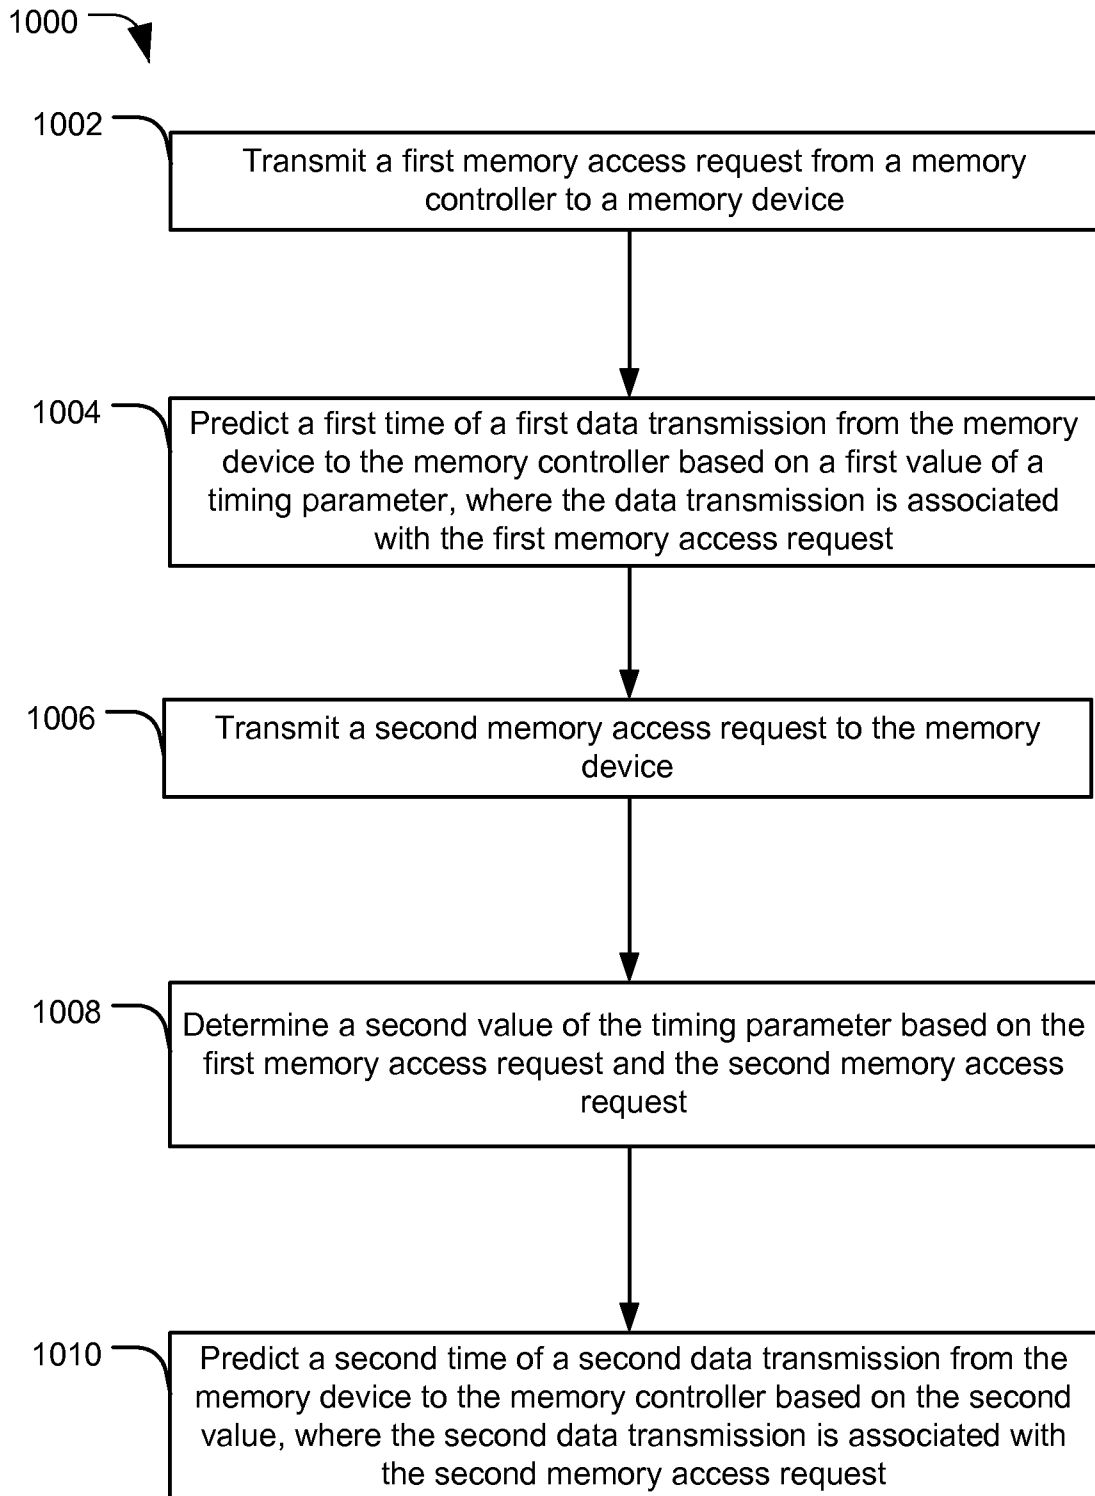 1000
1002
Transmit a first memory access request from a memory
controller to a memory device
1004
Predict a first time of a first data transmission from the memory
device to the memory controller based on a first value of a
timing parameter, where the data transmission is associated
with the first memory access request
1006
Transmit a second memory access request to the memory
device
1008
Determine a second value of the timing parameter based on the
first memory access request and the second memory access
request
1010
Predict a second time of a second data transmission from the
memory device to the memory controller based on the second
value, where the second data transmission is associated with
the second memory access request